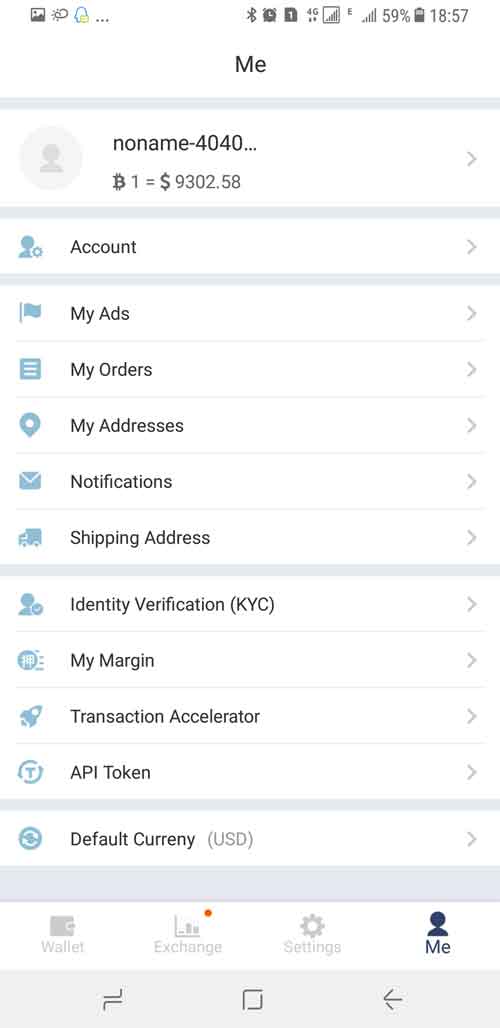 ... 4G E 59% 18:57
Me
noname-4040...
₿ 1 = $ 9302.58
Account
My Ads
My Orders
My Addresses
Notifications
Shipping Address
Identity Verification (KYC)
押 My Margin
Transaction Accelerator
API Token
Default Curreny (USD)
Wallet Exchange Settings Me